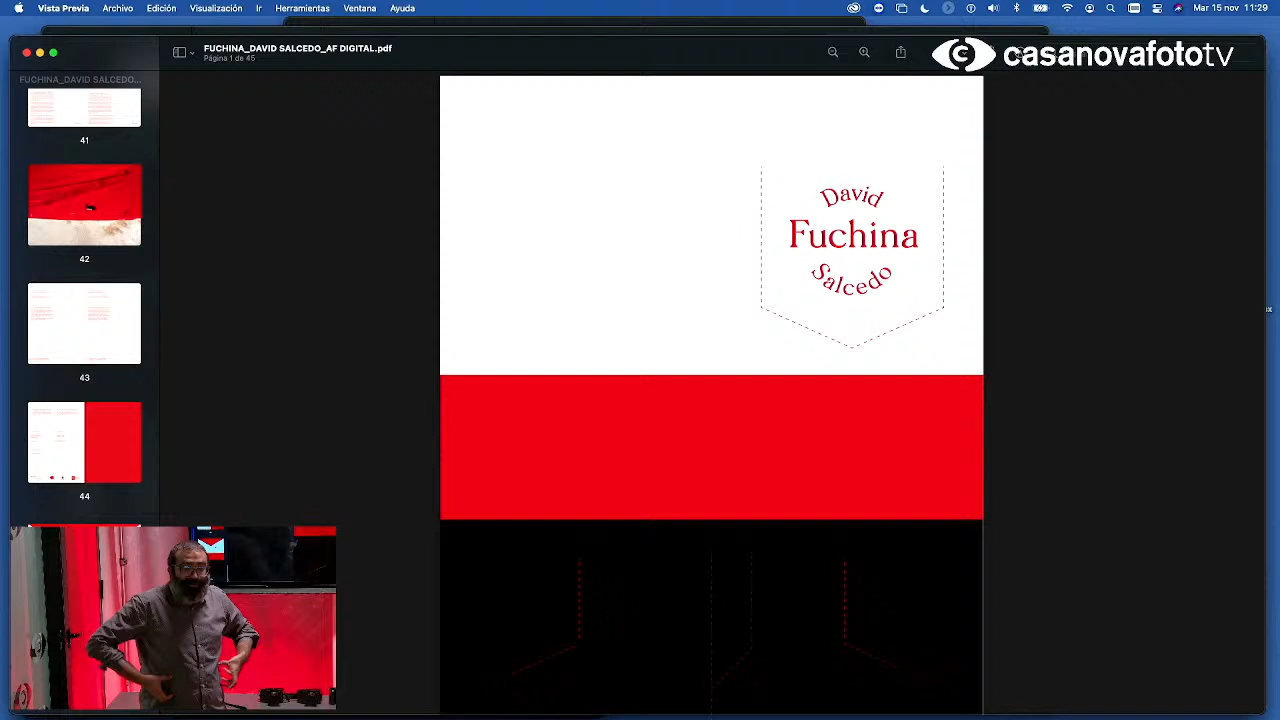 Vista Previa Archivo Edición Visualización Ir Herramientas Ventana Ayuda
Mar 15 nov 11:29
FUCHINA_DAVID SALCEDO_AF DIGITAL.pdf
Página 1 de 45
casanovafototv
FUCHINA_DAVID SALCEDO...
41
42
43
44
David
Fuchina
Salcedo